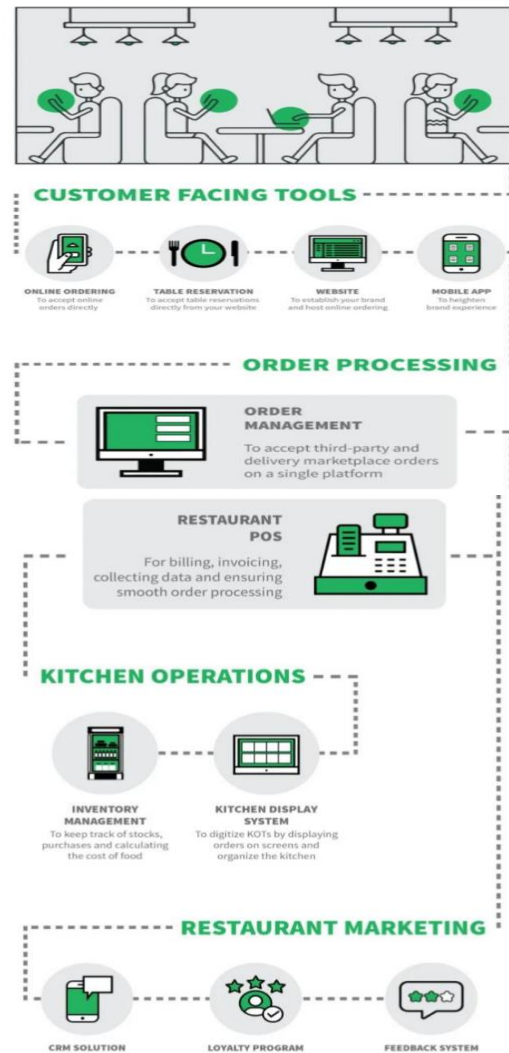 CUSTOMER FACING TOOLS
ONLINE ORDERING
To accept online
orders directly
TABLE RESERVATION
To accept table reservations
directly from your website
WEBSITE
To establish your brand
and host online ordering
MOBILE APP
To heighten
brand experience
ORDER PROCESSING
ORDER
MANAGEMENT
To accept third-party and
delivery marketplace orders
on a single platform
RESTAURANT
POS
For billing, invoicing,
collecting data and ensuring
smooth order processing
KITCHEN OPERATIONS
INVENTORY
MANAGEMENT
To keep track of stocks,
purchases and calculating
the cost of food
KITCHEN DISPLAY
SYSTEM
To digitize KOTs by displaying
orders on screens and
organize the kitchen
RESTAURANT MARKETING
CRM SOLUTION
LOYALTY PROGRAM
FEEDBACK SYSTEM